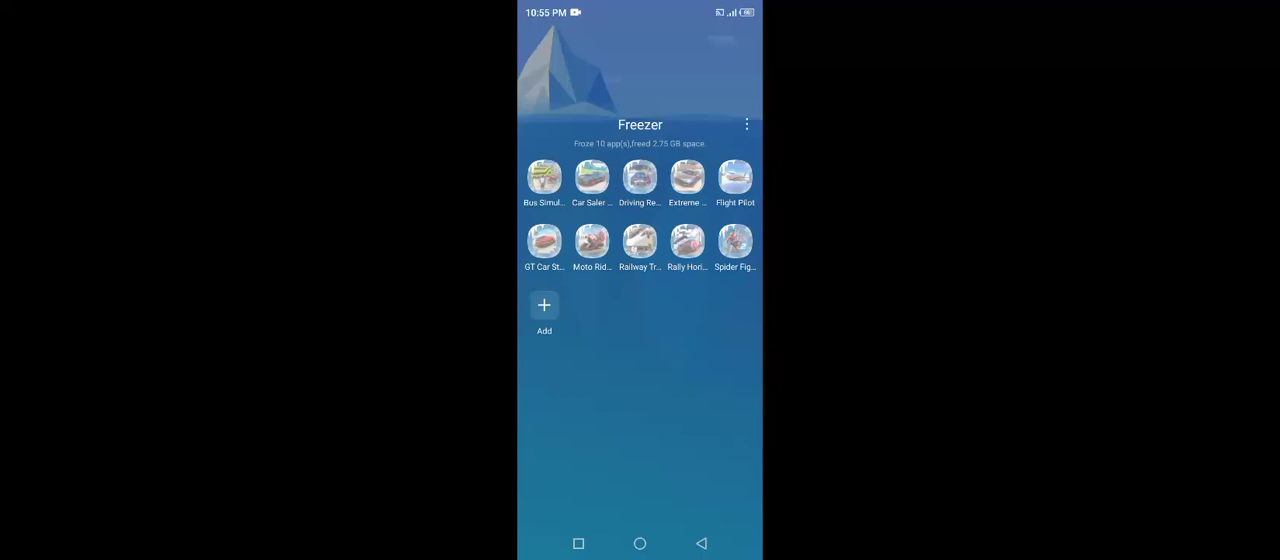 10:55 PM
Freezer
Froze 10 app(s),freed 2.75 GB space.
Bus Simul... Car Saler ... Driving Re... Extreme ... Flight Pilot
GT Car St... Moto Rid... Railway Tr... Rally Hori... Spider Fig...
Add